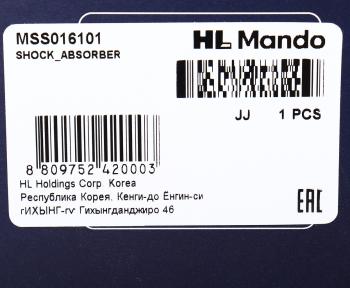 MSS016101
SHOCK_ABSORBER
HL Mando
JJ 1 PCS
8 809752 420003
HL Holdings Corp. Korea
Республика Корея, Кенги-до Ёнгин-си
гИХЫНГ-гу Гихынгданджиро 46
EAC